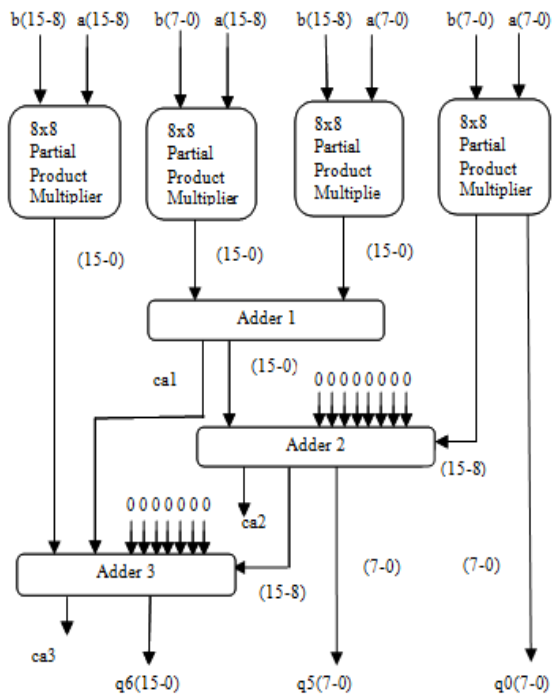 b(15-8) a(15-8) b(7-0) a(7-0) b(15-8) a(7-0) b(7-0) a(7-0)
8x8
Partial
Product
Multiplier
8x8
Partial
Product
Multiplier
8x8
Partial
Product
Multiplie
8x8
Partial
Product
Multiplier
(15-0) (15-0) (15-0)
Adder 1
ca1
(15-0)
0 0 0 0 0 0 0 0
Adder 2
(15-8)
ca2
0 0 0 0 0 0 0
Adder 3
(15-8)
(7-0)
(7-0)
ca3
q6(15-0) q5(7-0) q0(7-0)